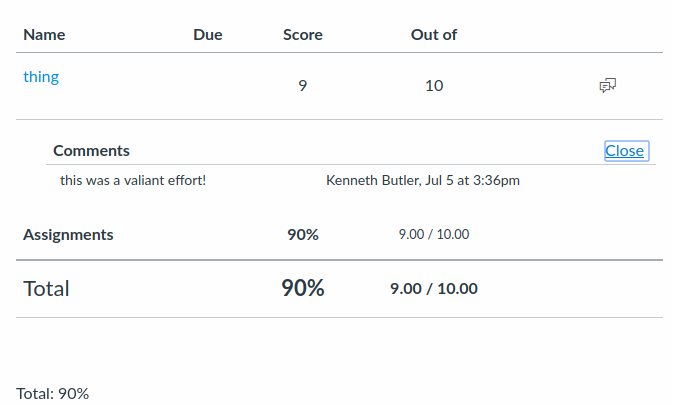 Name Due Score Out of
thing
9 10
Comments Close
this was a valiant effort! Kenneth Butler, Jul 5 at 3:36pm
Assignments 90% 9.00 / 10.00
Total 90% 9.00 / 10.00
Total: 90%